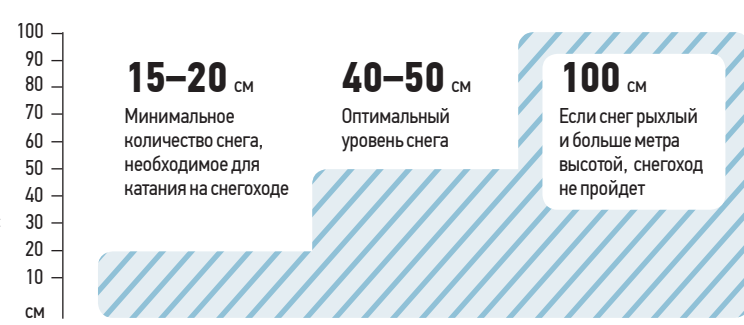 100
90
80
70
60
50
40
30
20
10
см
15–20 см
Минимальное
количество снега,
необходимое для
катания на снегоходе
40–50 см
Оптимальный
уровень снега
100 см
Если снег рыхлый
и больше метра
высотой, снегоход
не пройдет